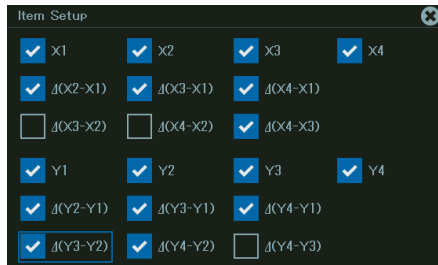 Item Setup
X1 X2 X3 X4
⊿(X2-X1) ⊿(X3-X1) ⊿(X4-X1)
⊿(X3-X2) ⊿(X4-X2) ⊿(X4-X3)
Y1 Y2 Y3 Y4
⊿(Y2-Y1) ⊿(Y3-Y1) ⊿(Y4-Y1)
⊿(Y3-Y2) ⊿(Y4-Y2) ⊿(Y4-Y3)